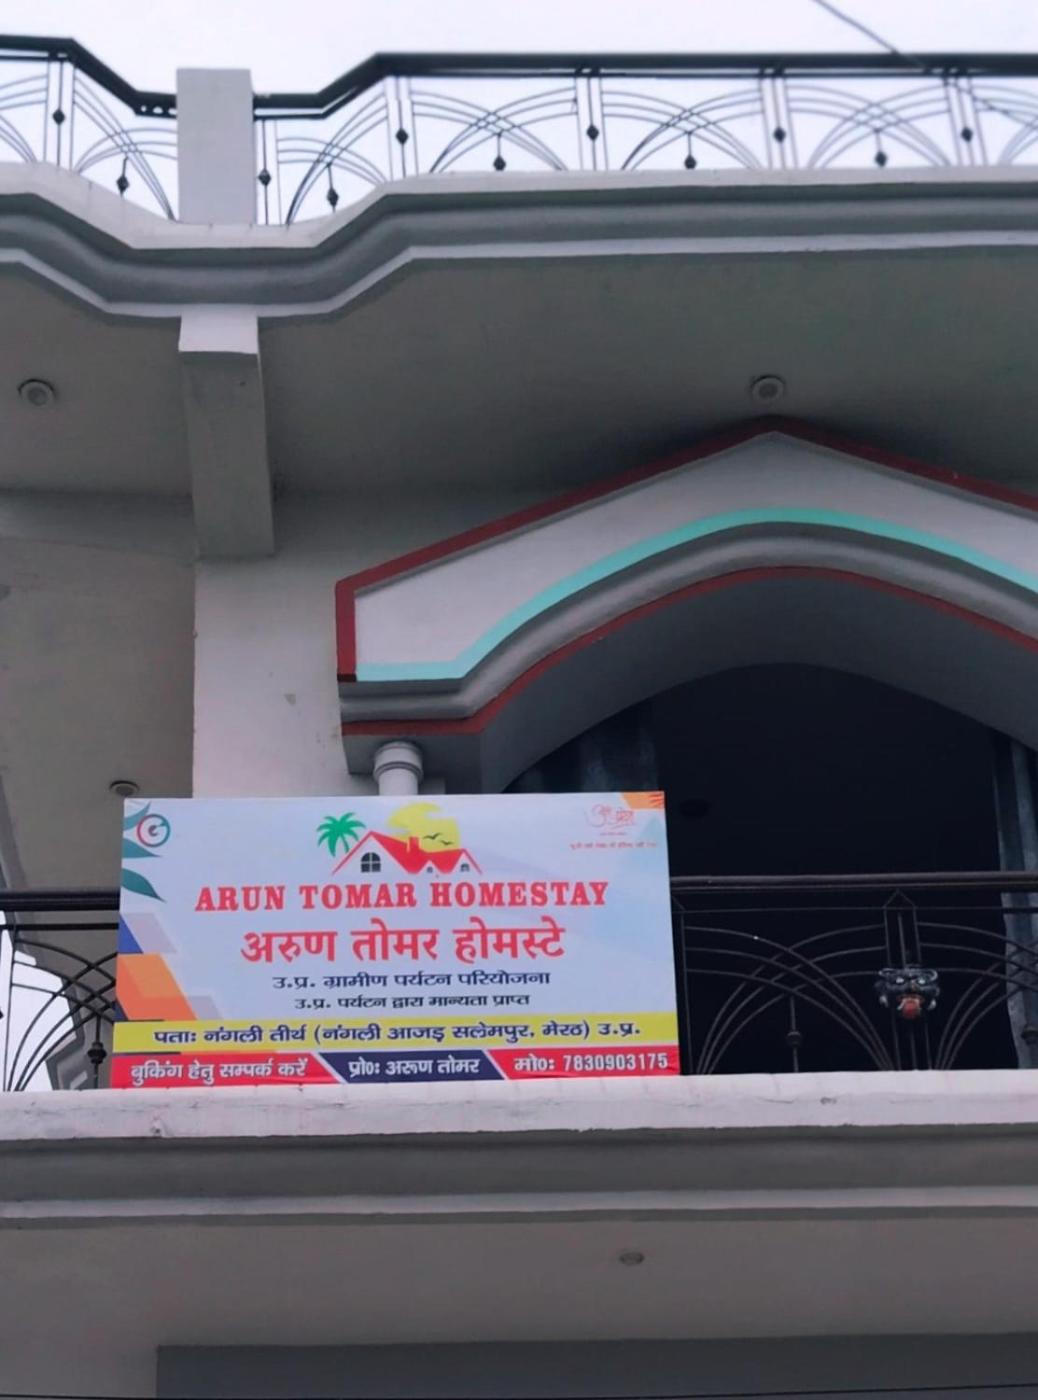 G
ARUN TOMAR HOMESTAY
अरुण तोमर होमस्टे
उ.प्र. ग्रामीण पर्यटन परियोजना
उ.प्र. पर्यटन द्वारा मान्यता प्राप्त
पताः नंगली तीर्थ (नंगली आजड़ सलेमपुर, मेरठ) उ.प्र.
बुकिंग हेतु सम्पर्क करें प्रो०ः अरूण तोमर मो०ः 7830903175